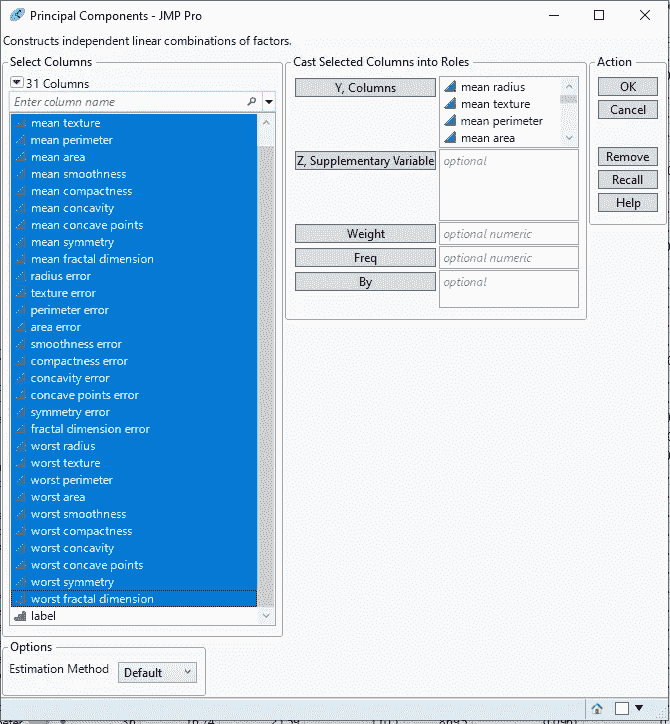 Principal Components - JMP Pro
Constructs independent linear combinations of factors.
Select Columns
31 Columns
Enter column name
mean texture
mean perimeter
mean area
mean smoothness
mean compactness
mean concavity
mean concave points
mean symmetry
mean fractal dimension
radius error
texture error
perimeter error
area error
smoothness error
compactness error
concavity error
concave points error
symmetry error
fractal dimension error
worst radius
worst texture
worst perimeter
worst area
worst smoothness
worst compactness
worst concavity
worst concave points
worst symmetry
worst fractal dimension
label
Options
Estimation Method Default
Cast Selected Columns into Roles
Y, Columns
mean radius
mean texture
mean perimeter
mean area
Z, Supplementary Variable optional
Weight optional numeric
Freq optional numeric
By optional
Action
OK
Cancel
Remove
Recall
Help